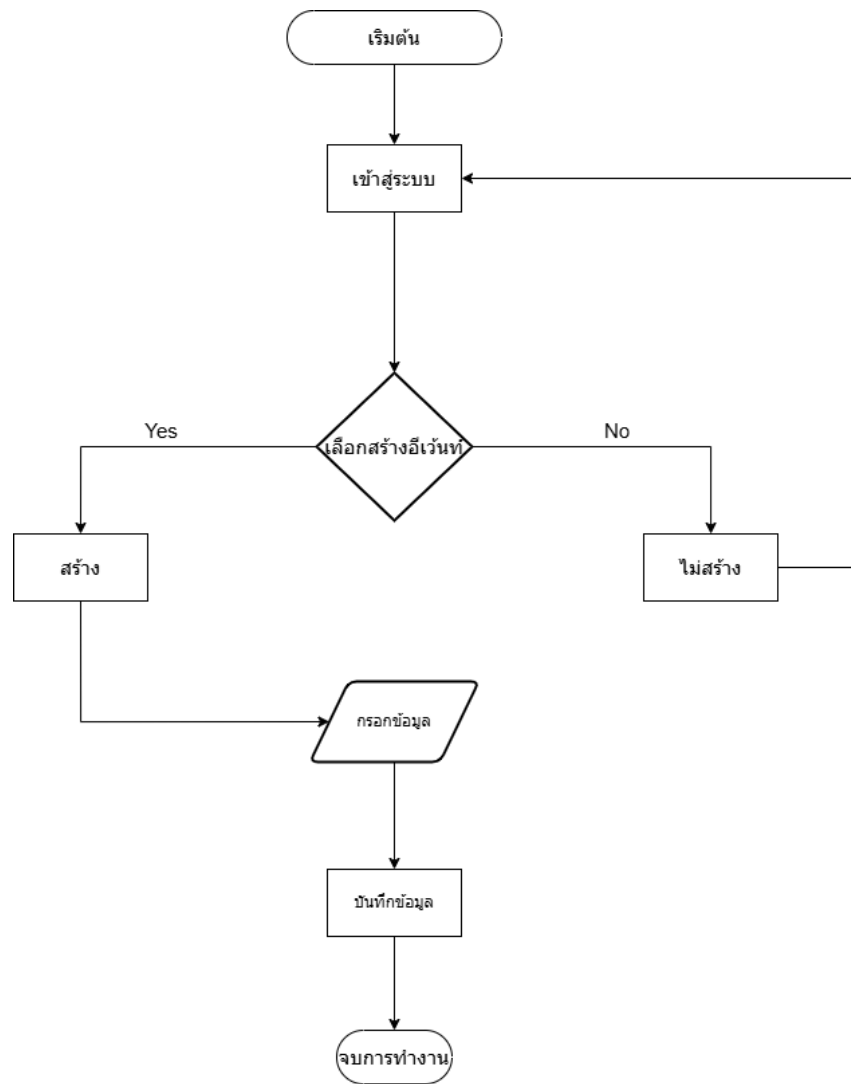 เริ่มต้น
เข้าสู่ระบบ
Yes
เลือกสร้างอีเว้นท์
No
สร้าง
ไม่สร้าง
กรอกข้อมูล
บันทึกข้อมูล
จบการทำงาน